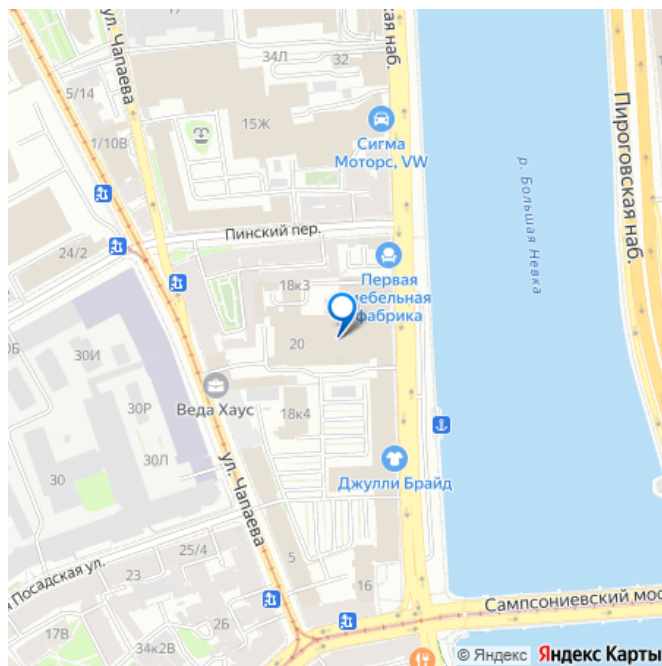 17
ул. Чапаева
34Л
32
кая наб.
5/14
15Ж
1/10В
Сигма
Моторс, VW
Пироговская наб.
р. Большая Невка
Пинский пер.
24/2
18к3
Первая
мебельная
фабрика
20
30И
30Р
Веда Хаус
18к4
30
30Л
ул. Чапаева
Джулли Брайд
25/4
я Посадская ул.
23
5
16
Сампсониевский мос
2Б
17В
34к2В
© Яндекс Яндекс Карты